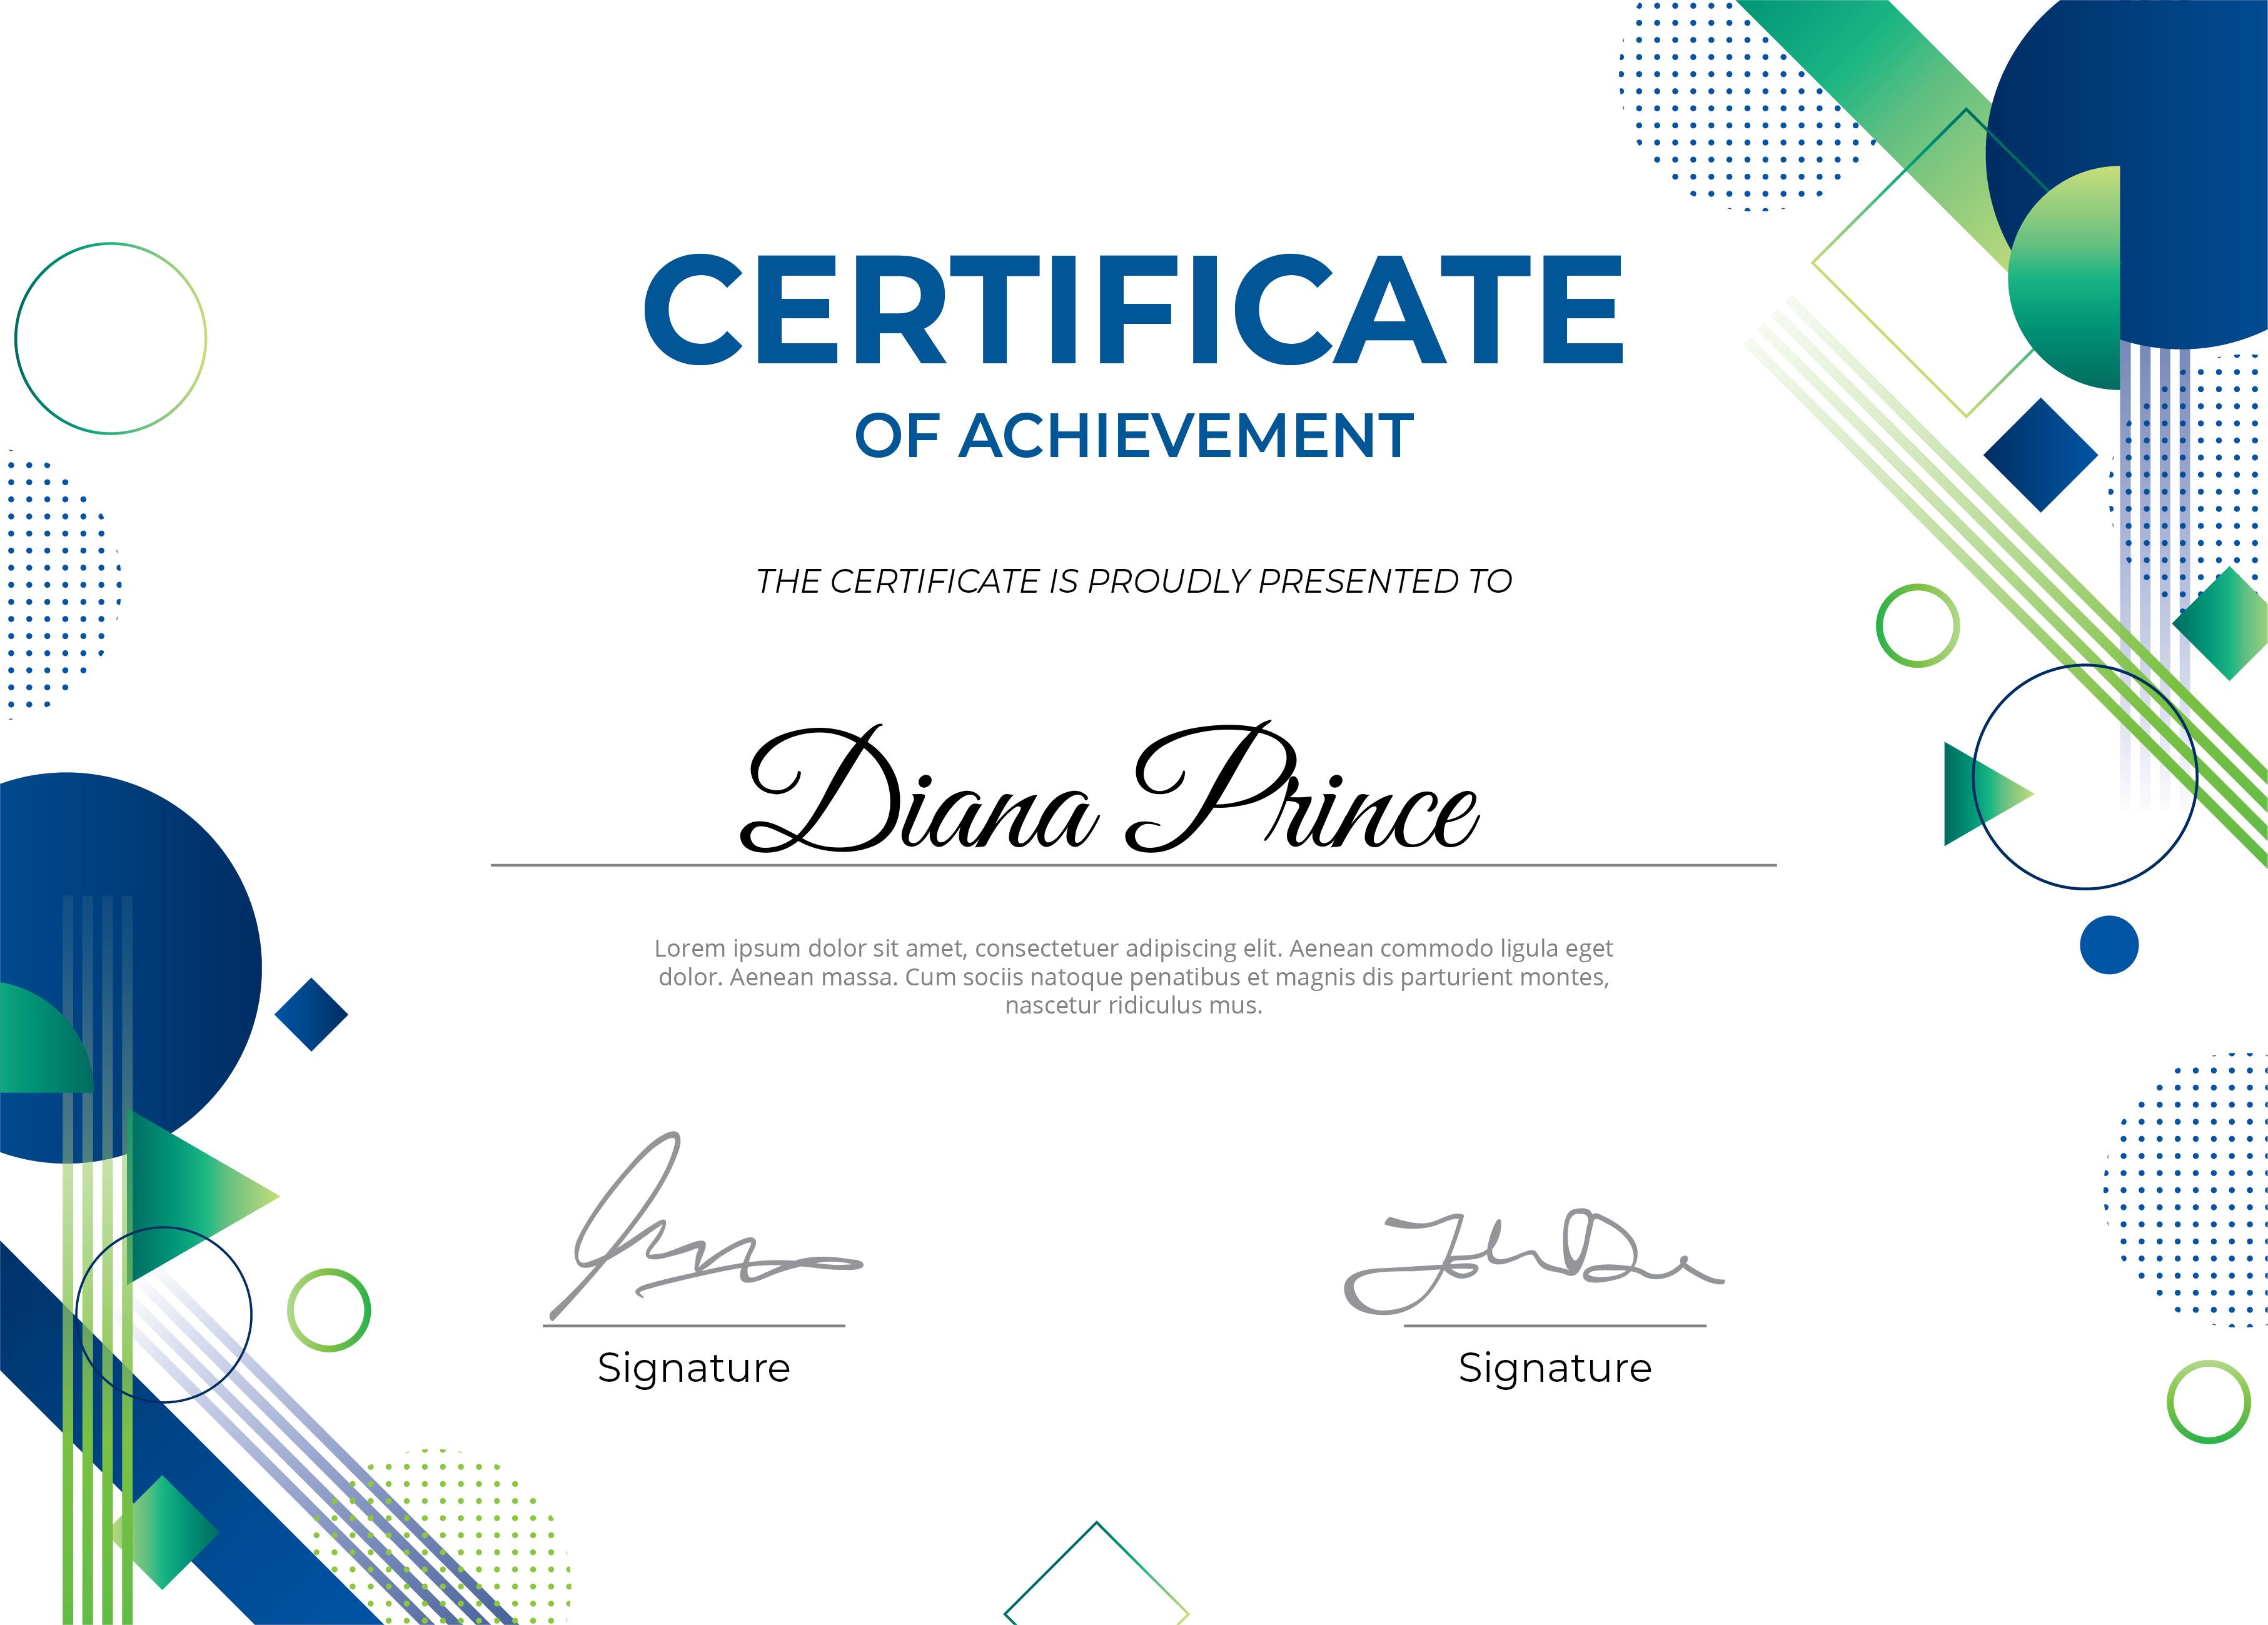 CERTIFICATE
OF ACHIEVEMENT
THE CERTIFICATE IS PROUDLY PRESENTED TO
Diana Prince
Lorem ipsum dolor sit amet, consectetuer adipiscing elit. Aenean commodo ligula eget
dolor. Aenean massa. Cum sociis natoque penatibus et magnis dis parturient montes,
nascetur ridiculus mus.
Signature
Signature